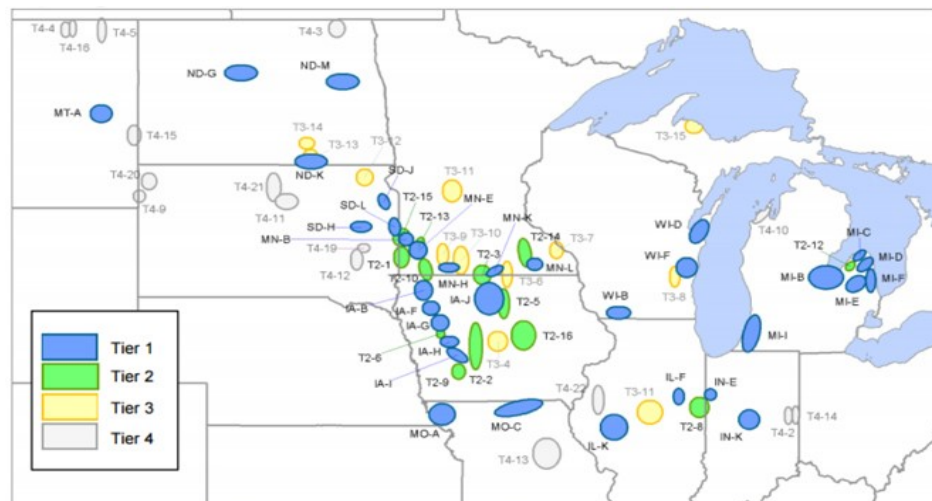 T4-4
T4-16
T4-5
T4-3
ND-G
ND-M
MT-A
T4-15
T3-14
T3-13
T3-12
T3-15
ND-K
SD-J
T4-20
T4-9
T4-21
T4-11
T3-11
T2-15
MN-E
SD-L
T2-13
MN-K
SD-H
MN-B
T4-19
T4-12
T2-1
T2-10
T3-9
T3-10
T2-3
T2-14
T3-7
MN-H
MN-L
T3-6
WI-D
WI-F
T3-8
T4-10
T2-12
MI-C
MI-D
MI-B
MI-F
MI-E
IA-B
IA-F
IA-J
T2-5
WI-B
IA-G
T2-16
MI-I
IA-H
T2-6
T3-4
IA-I
T2-9
T2-2
Tier 1
Tier 2
Tier 3
Tier 4
T4-22
T3-11
IL-F
IN-E
T4-14
T4-2
MO-A
MO-C
IL-K
T2-8
IN-K
T4-13